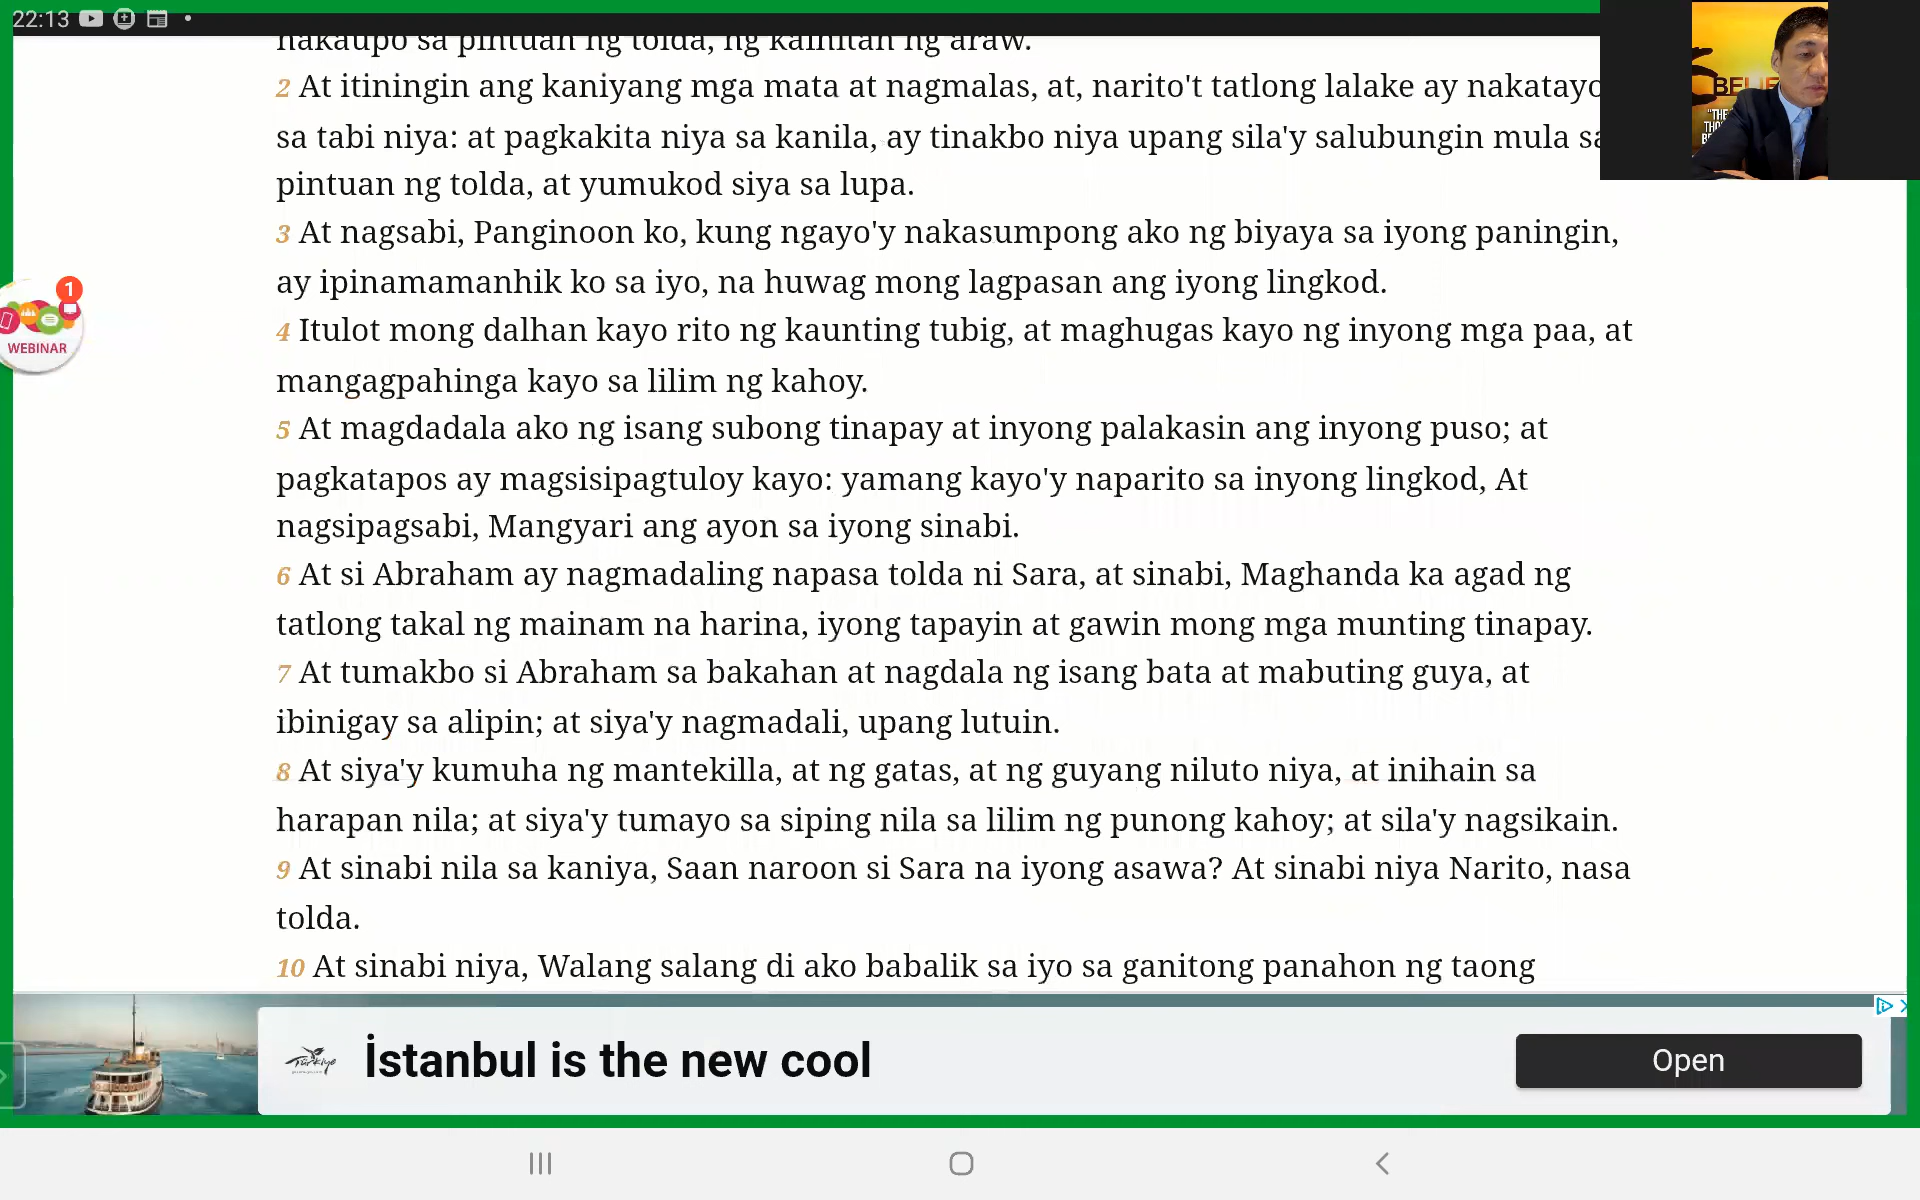 22:13
nakaupo sa pintuan ng tolda, ng kainitan ng araw.
2 At itiningin ang kaniyang mga mata at nagmalas, at, narito't tatlong lalake ay nakatayo
sa tabi niya: at pagkakita niya sa kanila, ay tinakbo niya upang sila'y salubungin mula sa
pintuan ng tolda, at yumukod siya sa lupa.
3 At nagsabi, Panginoon ko, kung ngayo'y nakasumpong ako ng biyaya sa iyong paningin,
ay ipinamamanhik ko sa iyo, na huwag mong lagpasan ang iyong lingkod.
4 Itulot mong dalhan kayo rito ng kaunting tubig, at maghugas kayo ng inyong mga paa, at
mangagpahinga kayo sa lilim ng kahoy.
5 At magdadala ako ng isang subong tinapay at inyong palakasin ang inyong puso; at
pagkatapos ay magsisipagtuloy kayo: yamang kayo'y naparito sa inyong lingkod, At
nagsipagsabi, Mangyari ang ayon sa iyong sinabi.
6 At si Abraham ay nagmadaling napasa tolda ni Sara, at sinabi, Maghanda ka agad ng
tatlong takal ng mainam na harina, iyong tapayin at gawin mong mga munting tinapay.
7 At tumakbo si Abraham sa bakahan at nagdala ng isang bata at mabuting guya, at
ibinigay sa alipin; at siya'y nagmadali, upang lutuin.
8 At siya'y kumuha ng mantekilla, at ng gatas, at ng guyang niluto niya, at inihain sa
harapan nila; at siya'y tumayo sa siping nila sa lilim ng punong kahoy; at sila'y nagsikain.
9 At sinabi nila sa kaniya, Saan naroon si Sara na iyong asawa? At sinabi niya Narito, nasa
tolda.
10 At sinabi niya, Walang salang di ako babalik sa iyo sa ganitong panahon ng taong
1
WEBINAR
"THE
Türkiye
İstanbul is the new cool
Open